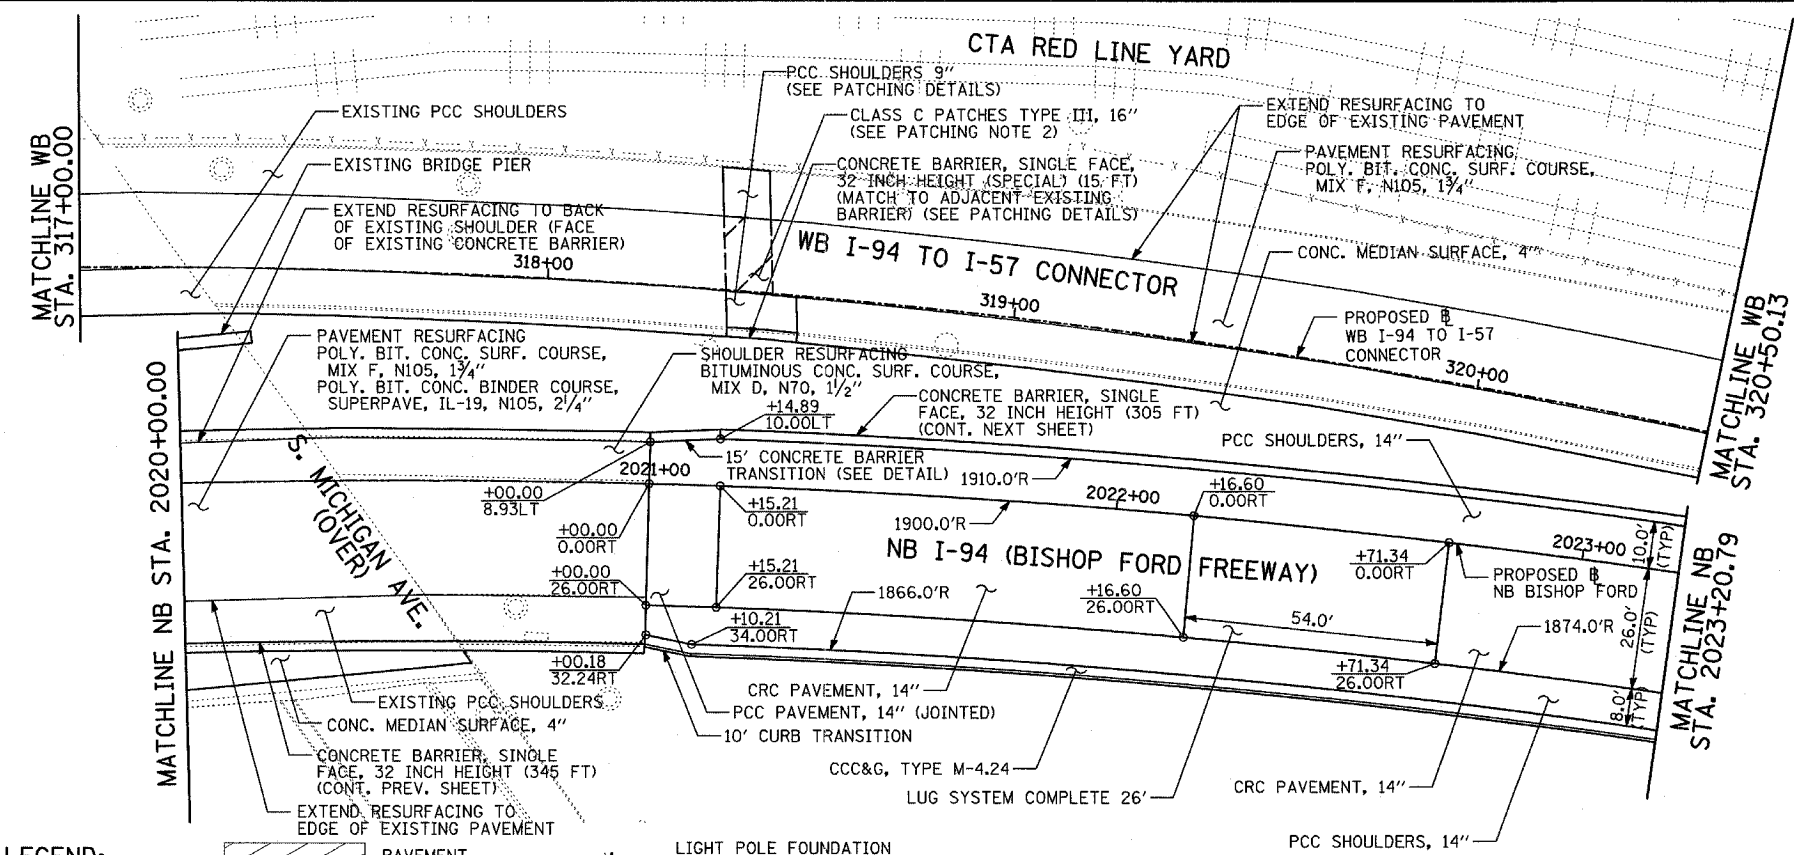 CTA RED LINE YARD
PCC SHOULDERS 9"
(SEE PATCHING DETAILS)
EXISTING PCC SHOULDERS
CLASS C PATCHES TYPE III, 16"
(SEE PATCHING NOTE 2)
EXTEND RESURFACING TO
EDGE OF EXISTING PAVEMENT
MATCHLINE WB
STA. 317+00.00
EXISTING BRIDGE PIER
CONCRETE BARRIER, SINGLE FACE,
32 INCH HEIGHT (SPECIAL) (15 FT)
(MATCH TO ADJACENT EXISTING
BARRIER) (SEE PATCHING DETAILS)
PAVEMENT RESURFACING
POLY. BIT. CONC. SURF. COURSE,
MIX F, N105, 1¾"
EXTEND RESURFACING TO BACK
OF EXISTING SHOULDER (FACE
OF EXISTING CONCRETE BARRIER)
318+00
WB I-94 TO I-57 CONNECTOR
CONC. MEDIAN SURFACE, 4"
319+00
PROPOSED B̲L
WB I-94 TO I-57
CONNECTOR
320+00
MATCHLINE WB
STA. 320+50.13
PAVEMENT RESURFACING
POLY. BIT. CONC. SURF. COURSE,
MIX F, N105, 1¾"
POLY. BIT. CONC. BINDER COURSE,
SUPERPAVE, IL-19, N105, 2¼"
SHOULDER RESURFACING
BITUMINOUS CONC. SURF. COURSE,
MIX D, N70, 1½"
+14.89
10.00LT
CONCRETE BARRIER, SINGLE
FACE, 32 INCH HEIGHT (305 FT)
(CONT. NEXT SHEET)
PCC SHOULDERS, 14"
MATCHLINE NB STA. 2020+00.00
S. MICHIGAN AVE.
(OVER)
15' CONCRETE BARRIER
TRANSITION (SEE DETAIL)
1910.0'R
2021+00
+00.00
8.93LT
+15.21
0.00RT
2022+00
+16.60
0.00RT
1900.0'R
+00.00
0.00RT
NB I-94 (BISHOP FORD FREEWAY)
+71.34
0.00RT
2023+00
10.0'
(TYP)
PROPOSED B̲L
NB BISHOP FORD
+00.00
26.00RT
+15.21
26.00RT
1866.0'R
+16.60
26.00RT
54.0'
1874.0'R
26.0'
(TYP)
MATCHLINE NB
STA. 2023+20.79
+10.21
34.00RT
+00.18
32.24RT
+71.34
26.00RT
8.0'
(TYP)
EXISTING PCC SHOULDERS
CONC. MEDIAN SURFACE, 4"
CRC PAVEMENT, 14"
PCC PAVEMENT, 14" (JOINTED)
10' CURB TRANSITION
CONCRETE BARRIER, SINGLE
FACE, 32 INCH HEIGHT (345 FT)
(CONT. PREV. SHEET)
CCC&G, TYPE M-4.24
LUG SYSTEM COMPLETE 26'
CRC PAVEMENT, 14"
EXTEND RESURFACING TO
EDGE OF EXISTING PAVEMENT
PCC SHOULDERS, 14"
LEGEND:
PAVEMENT
LIGHT POLE FOUNDATION